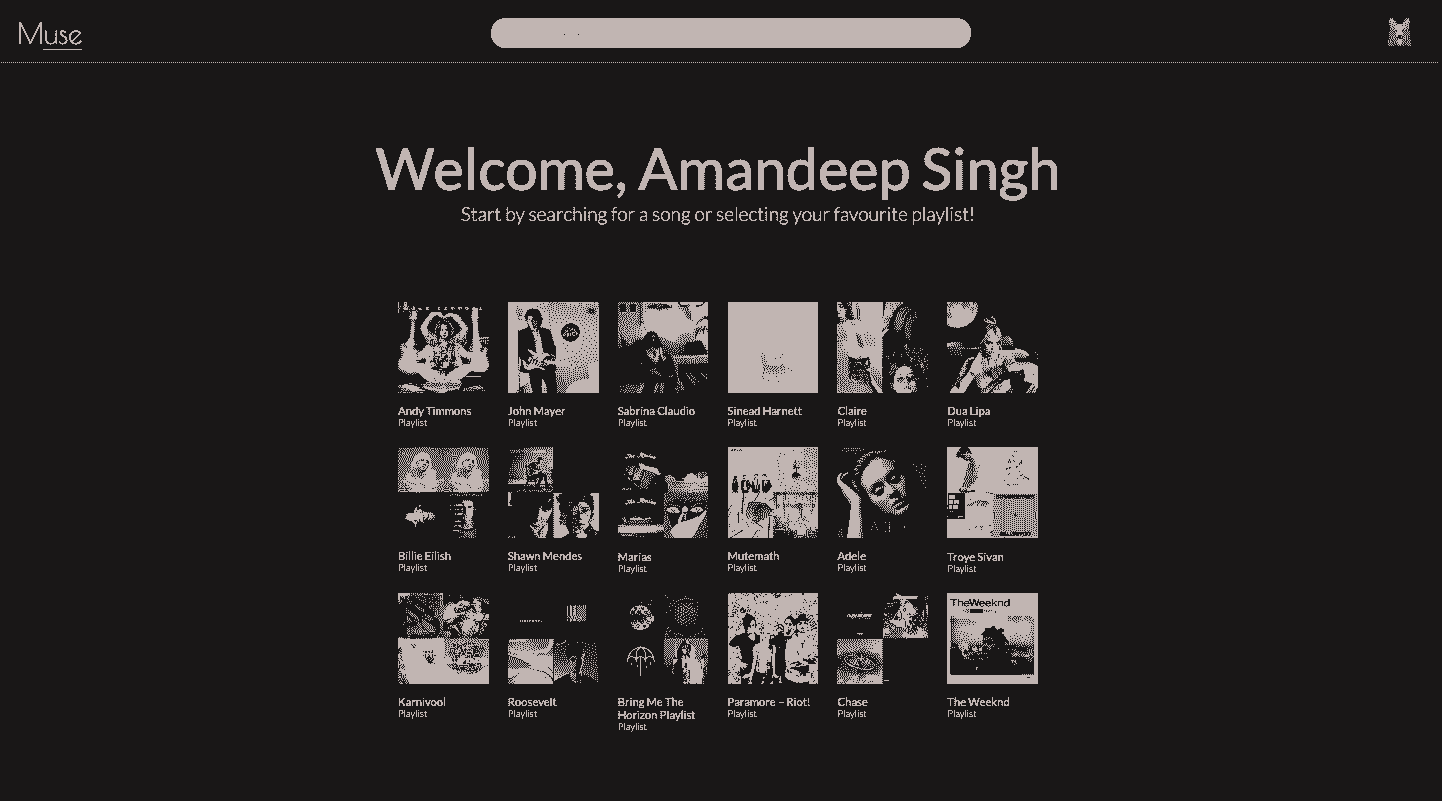 Muse
Welcome, Amandeep Singh
Start by searching for a song or selecting your favourite playlist!
Andy Timmons
Playlist
John Mayer
Playlist
Sabrina Claudio
Playlist
Sinead Harnett
Playlist
Claire
Playlist
Dua Lipa
Playlist
Billie Eilish
Playlist
Shawn Mendes
Playlist
Marías
Playlist
Mutemath
Playlist
ADELE
Adele
Playlist
Troye Sivan
Playlist
Karnivool
Playlist
Roosevelt
Playlist
Bring Me The
Horizon Playlist
Playlist
Paramore – Riot!
Playlist
Chase
Playlist
TheWeeknd
The Weeknd
Playlist